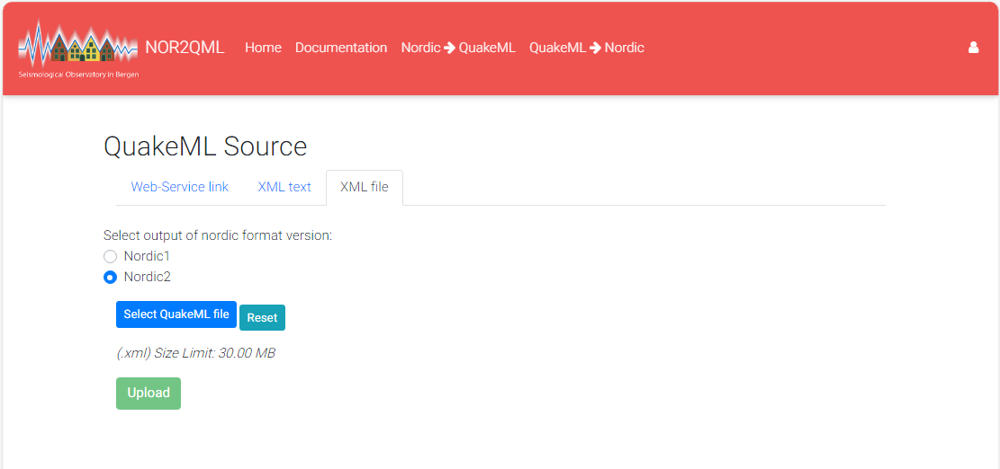 NOR2QML Home Documentation Nordic → QuakeML QuakeML → Nordic
Seismological Observatory in Bergen
QuakeML Source
Web-Service link XML text XML file
Select output of nordic format version:
Nordic1
Nordic2
Select QuakeML file Reset
(.xml) Size Limit: 30.00 MB
Upload